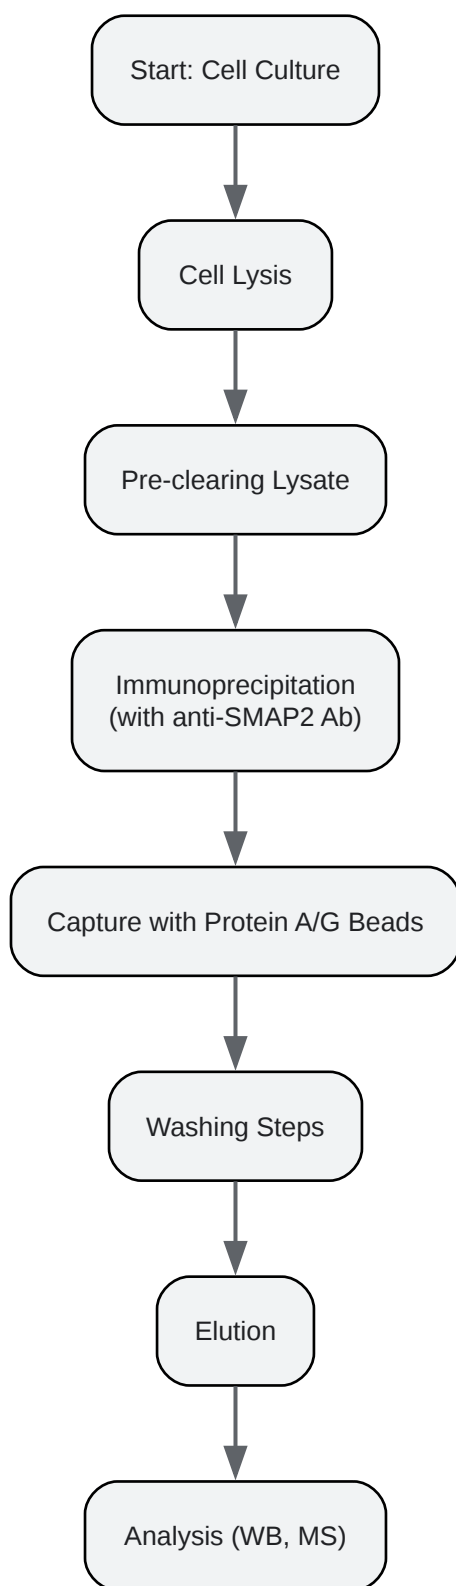 Start: Cell Culture
Cell Lysis
Pre-clearing Lysate
Immunoprecipitation
(with anti-SMAP2 Ab)
Capture with Protein A/G Beads
Washing Steps
Elution
Analysis (WB, MS)